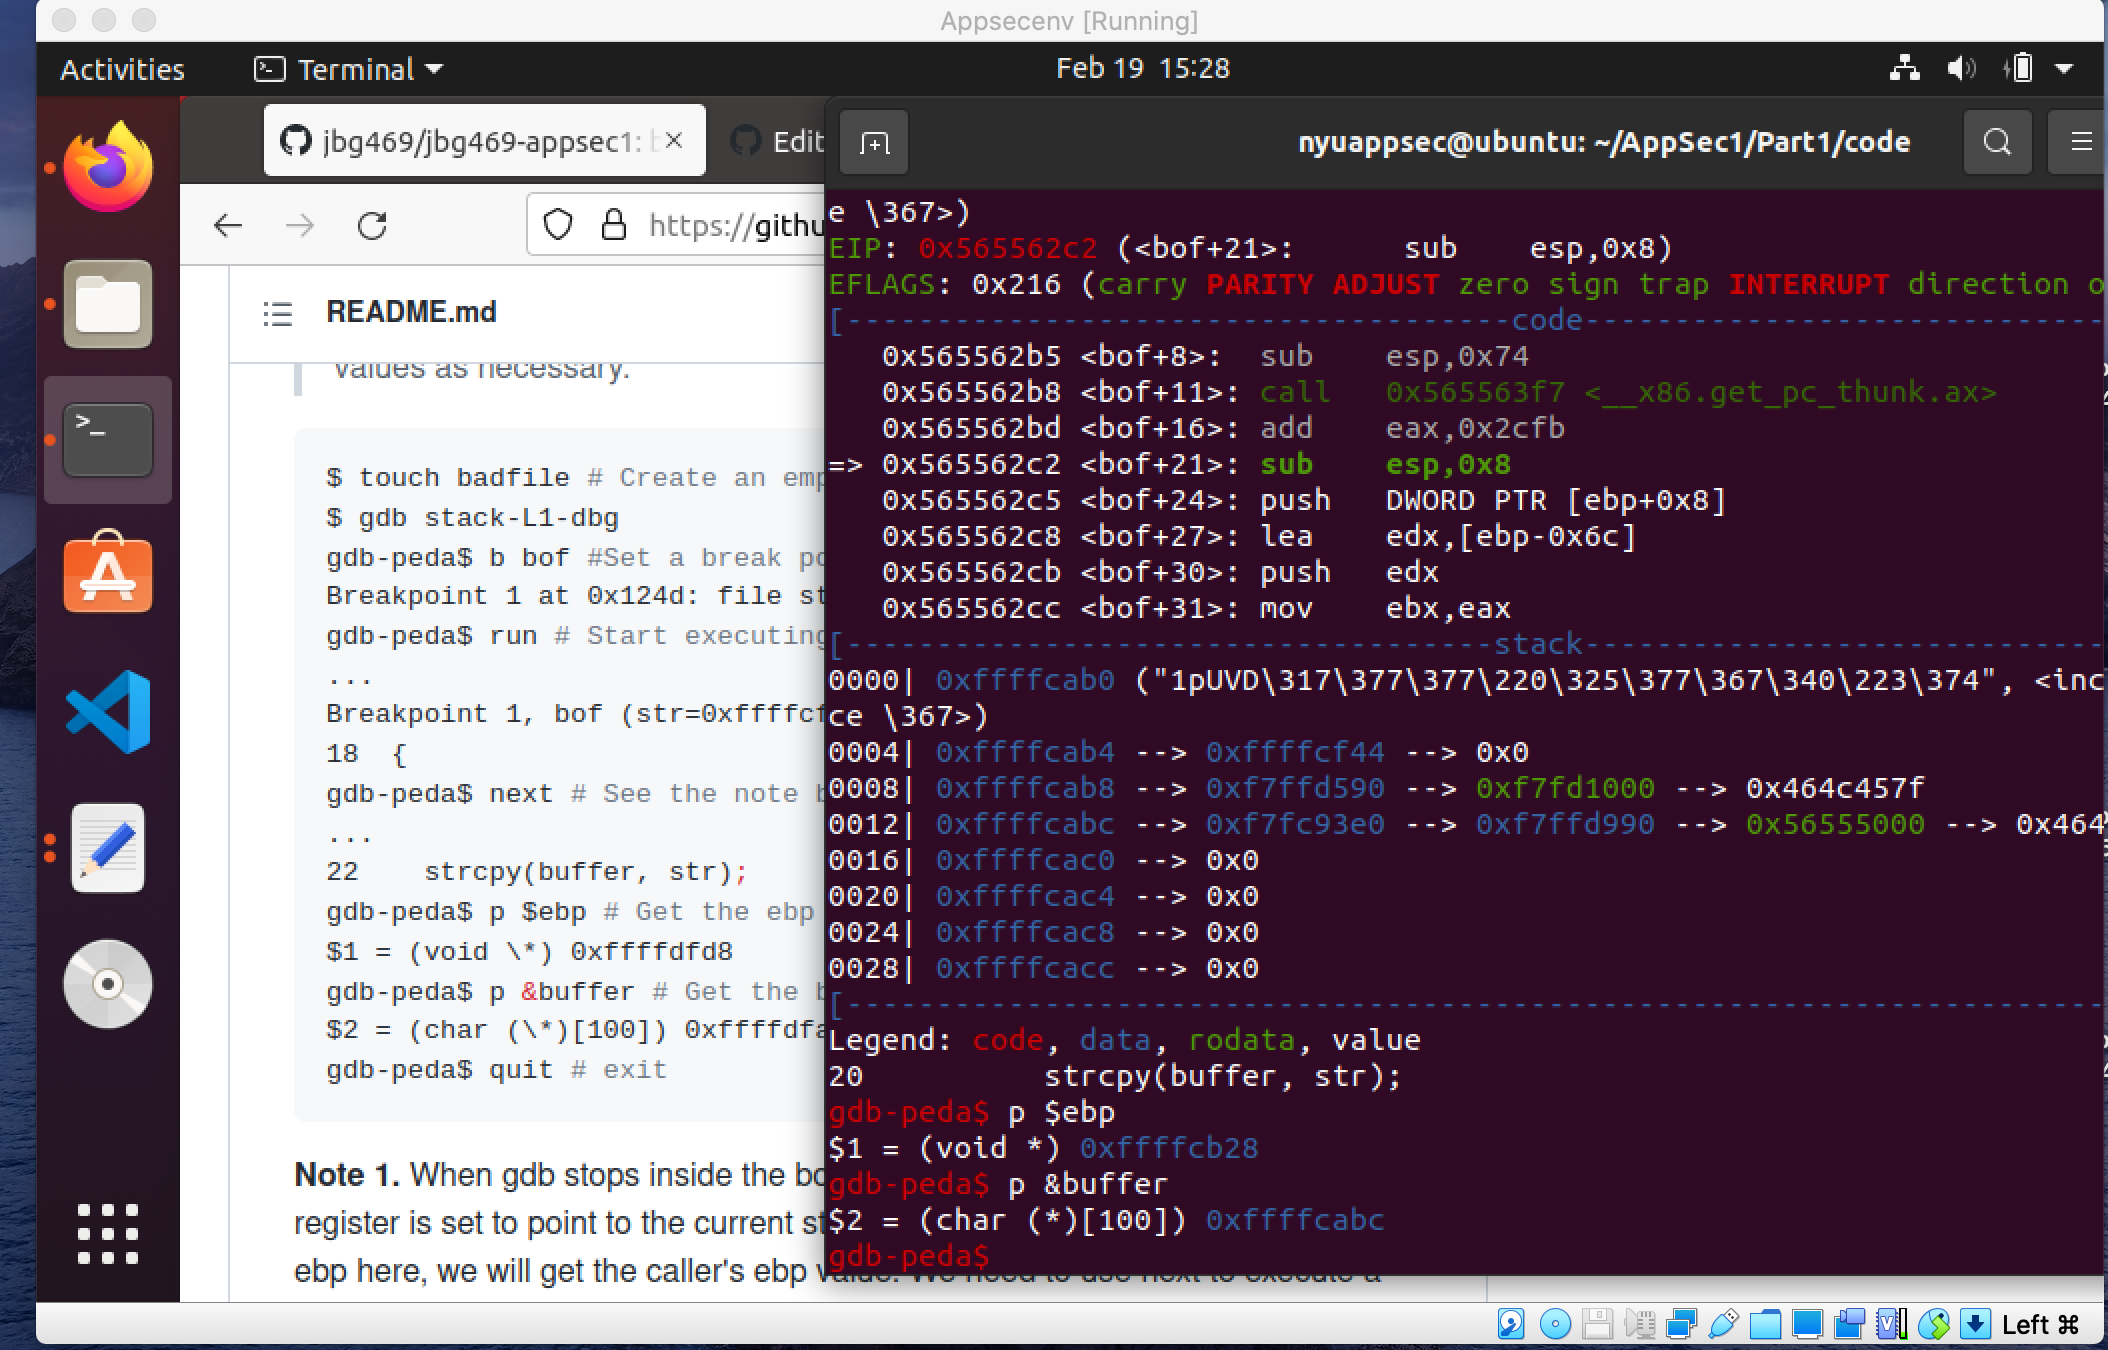 Appsecenv [Running]
Activities
Terminal
Feb 19 15:28
jbg469/jbg469-appsec1:
Edit
nyuappsec@ubuntu: ~/AppSec1/Part1/code
https://githu
README.md
values as necessary.
$ touch badfile # Create an emp
$ gdb stack-L1-dbg
gdb-peda$ b bof #Set a break po
Breakpoint 1 at 0x124d: file st
gdb-peda$ run # Start executing
...
Breakpoint 1, bof (str=0xffffcf
18  {
gdb-peda$ next # See the note b
...
22    strcpy(buffer, str);
gdb-peda$ p $ebp # Get the ebp
$1 = (void \*) 0xffffdfd8
gdb-peda$ p &buffer # Get the b
$2 = (char (\*)[100]) 0xffffdfa
gdb-peda$ quit # exit
Note 1. When gdb stops inside the bo
register is set to point to the current st
ebp here, we will get the caller's ebp value. We need to use next to execute a
e \367>)
EIP: 0x565562c2 (<bof+21>:      sub    esp,0x8)
EFLAGS: 0x216 (carry PARITY ADJUST zero sign trap INTERRUPT direction o
[-------------------------------------code-----------------------------
   0x565562b5 <bof+8>:  sub    esp,0x74
   0x565562b8 <bof+11>: call   0x565563f7 <__x86.get_pc_thunk.ax>
   0x565562bd <bof+16>: add    eax,0x2cfb
=> 0x565562c2 <bof+21>: sub    esp,0x8
   0x565562c5 <bof+24>: push   DWORD PTR [ebp+0x8]
   0x565562c8 <bof+27>: lea    edx,[ebp-0x6c]
   0x565562cb <bof+30>: push   edx
   0x565562cc <bof+31>: mov    ebx,eax
[------------------------------------stack-----------------------------
0000| 0xffffcab0 ("1pUVD\317\377\377\220\325\377\367\340\223\374", <inc
ce \367>)
0004| 0xffffcab4 --> 0xffffcf44 --> 0x0
0008| 0xffffcab8 --> 0xf7ffd590 --> 0xf7fd1000 --> 0x464c457f
0012| 0xffffcabc --> 0xf7fc93e0 --> 0xf7ffd990 --> 0x56555000 --> 0x464
0016| 0xffffcac0 --> 0x0
0020| 0xffffcac4 --> 0x0
0024| 0xffffcac8 --> 0x0
0028| 0xffffcacc --> 0x0
[----------------------------------------------------------------------
Legend: code, data, rodata, value
20          strcpy(buffer, str);
gdb-peda$ p $ebp
$1 = (void *) 0xffffcb28
gdb-peda$ p &buffer
$2 = (char (*)[100]) 0xffffcabc
gdb-peda$
Left ⌘